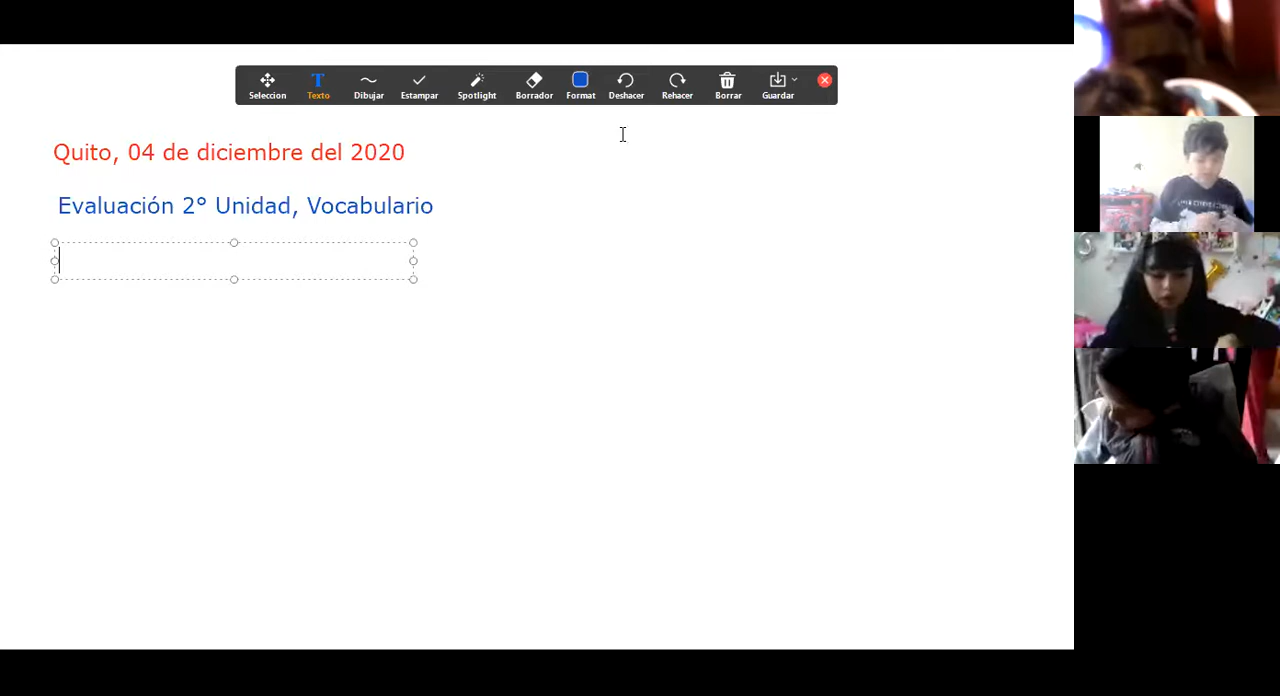 Seleccion Texto Dibujar Estampar Spotlight Borrador Format Deshacer Rehacer Borrar Guardar
Quito, 04 de diciembre del 2020
Evaluación 2° Unidad, Vocabulario